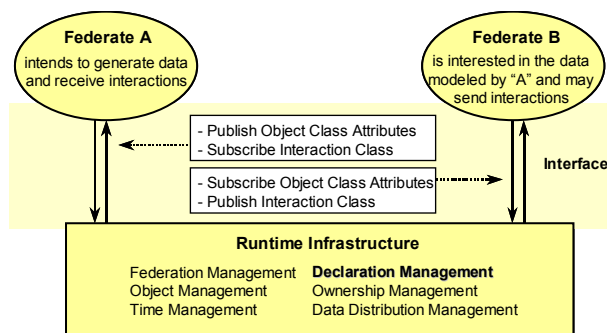 Federate A
intends to generate data
and receive interactions
Federate B
is interested in the data
modeled by "A" and may
send interactions
- Publish Object Class Attributes
- Subscribe Interaction Class
- Subscribe Object Class Attributes
- Publish Interaction Class
Interface
Runtime Infrastructure
Federation Management
Declaration Management
Object Management
Ownership Management
Time Management
Data Distribution Management